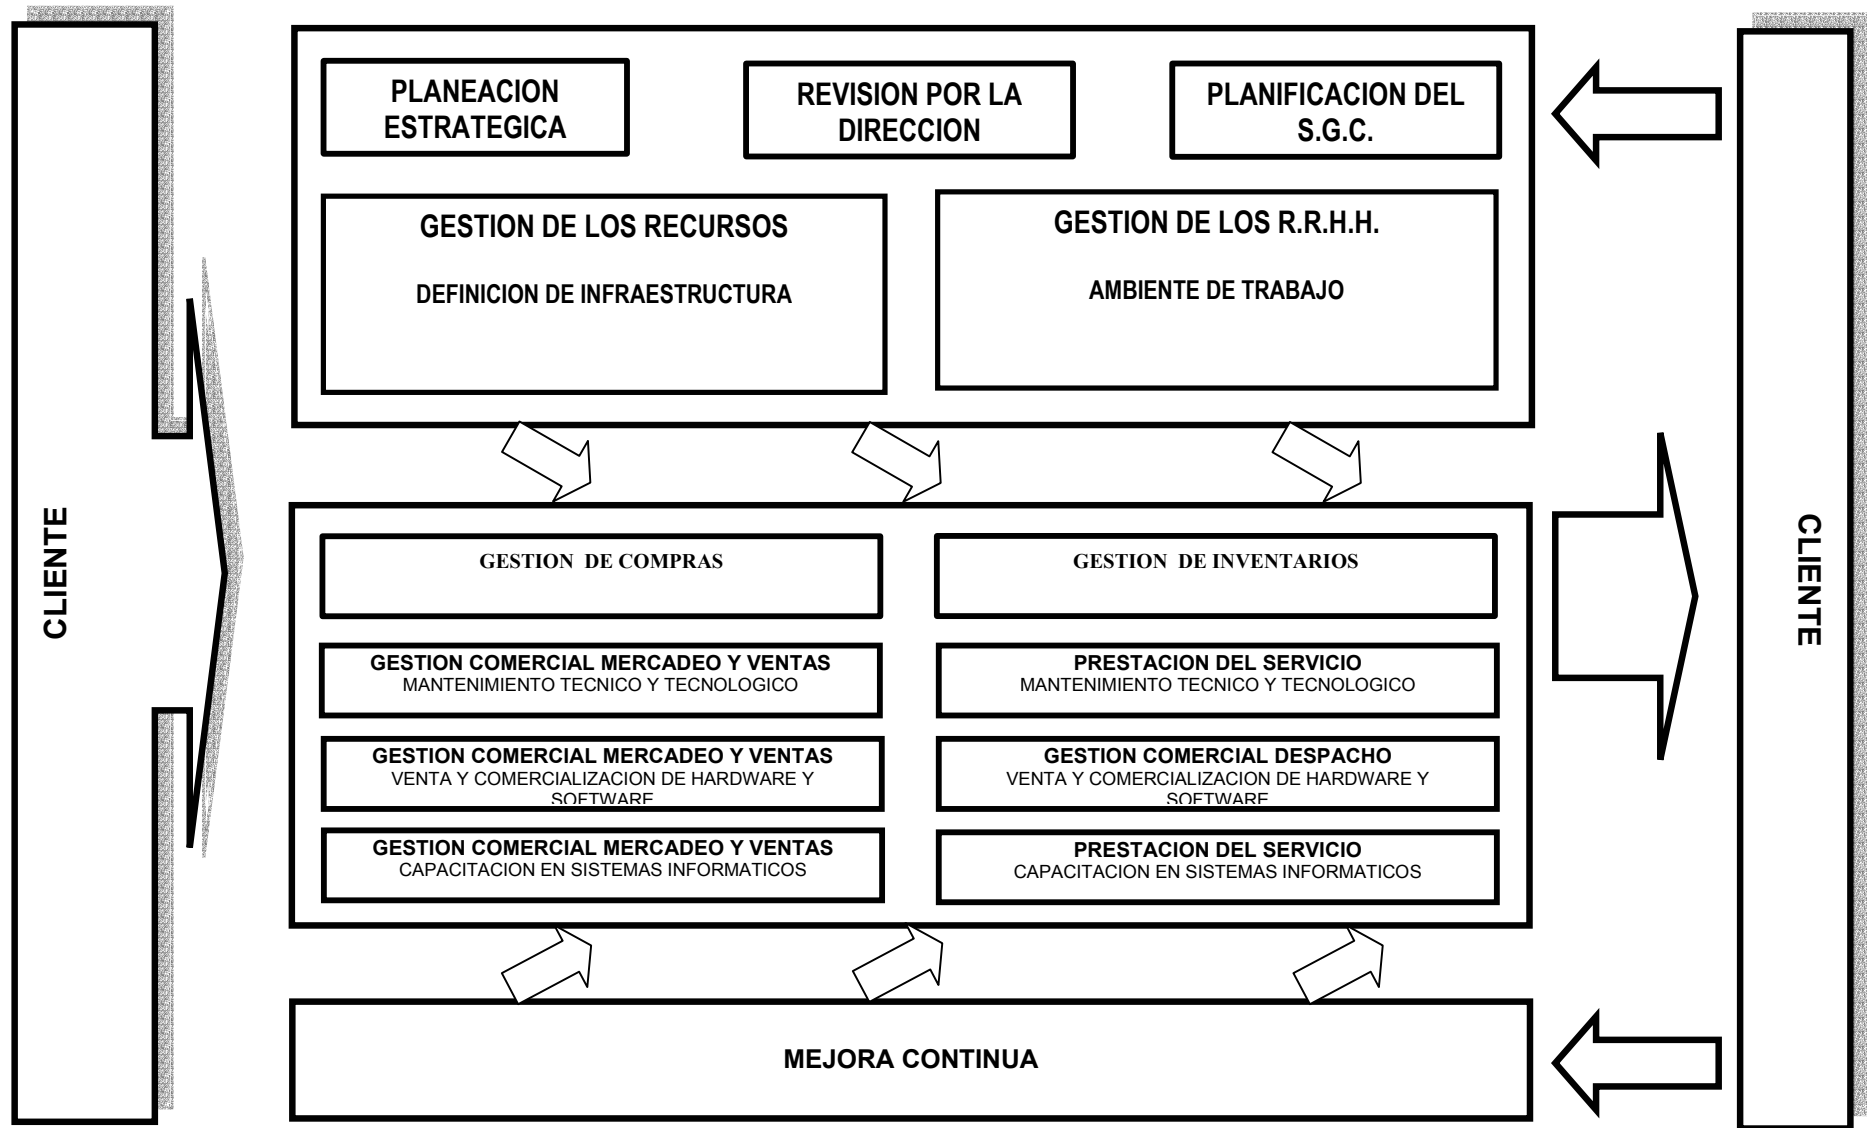 CLIENTE
PLANEACION
ESTRATEGICA
REVISION POR LA
DIRECCION
PLANIFICACION DEL
S.G.C.
GESTION DE LOS RECURSOS
DEFINICION DE INFRAESTRUCTURA
GESTION DE LOS R.R.H.H.
AMBIENTE DE TRABAJO
GESTION DE COMPRAS
GESTION DE INVENTARIOS
GESTION COMERCIAL MERCADEO Y VENTAS
MANTENIMIENTO TECNICO Y TECNOLOGICO
PRESTACION DEL SERVICIO
MANTENIMIENTO TECNICO Y TECNOLOGICO
GESTION COMERCIAL MERCADEO Y VENTAS
VENTA Y COMERCIALIZACION DE HARDWARE Y
SOFTWARE
GESTION COMERCIAL DESPACHO
VENTA Y COMERCIALIZACION DE HARDWARE Y
SOFTWARE
GESTION COMERCIAL MERCADEO Y VENTAS
CAPACITACION EN SISTEMAS INFORMATICOS
PRESTACION DEL SERVICIO
CAPACITACION EN SISTEMAS INFORMATICOS
MEJORA CONTINUA
CLIENTE